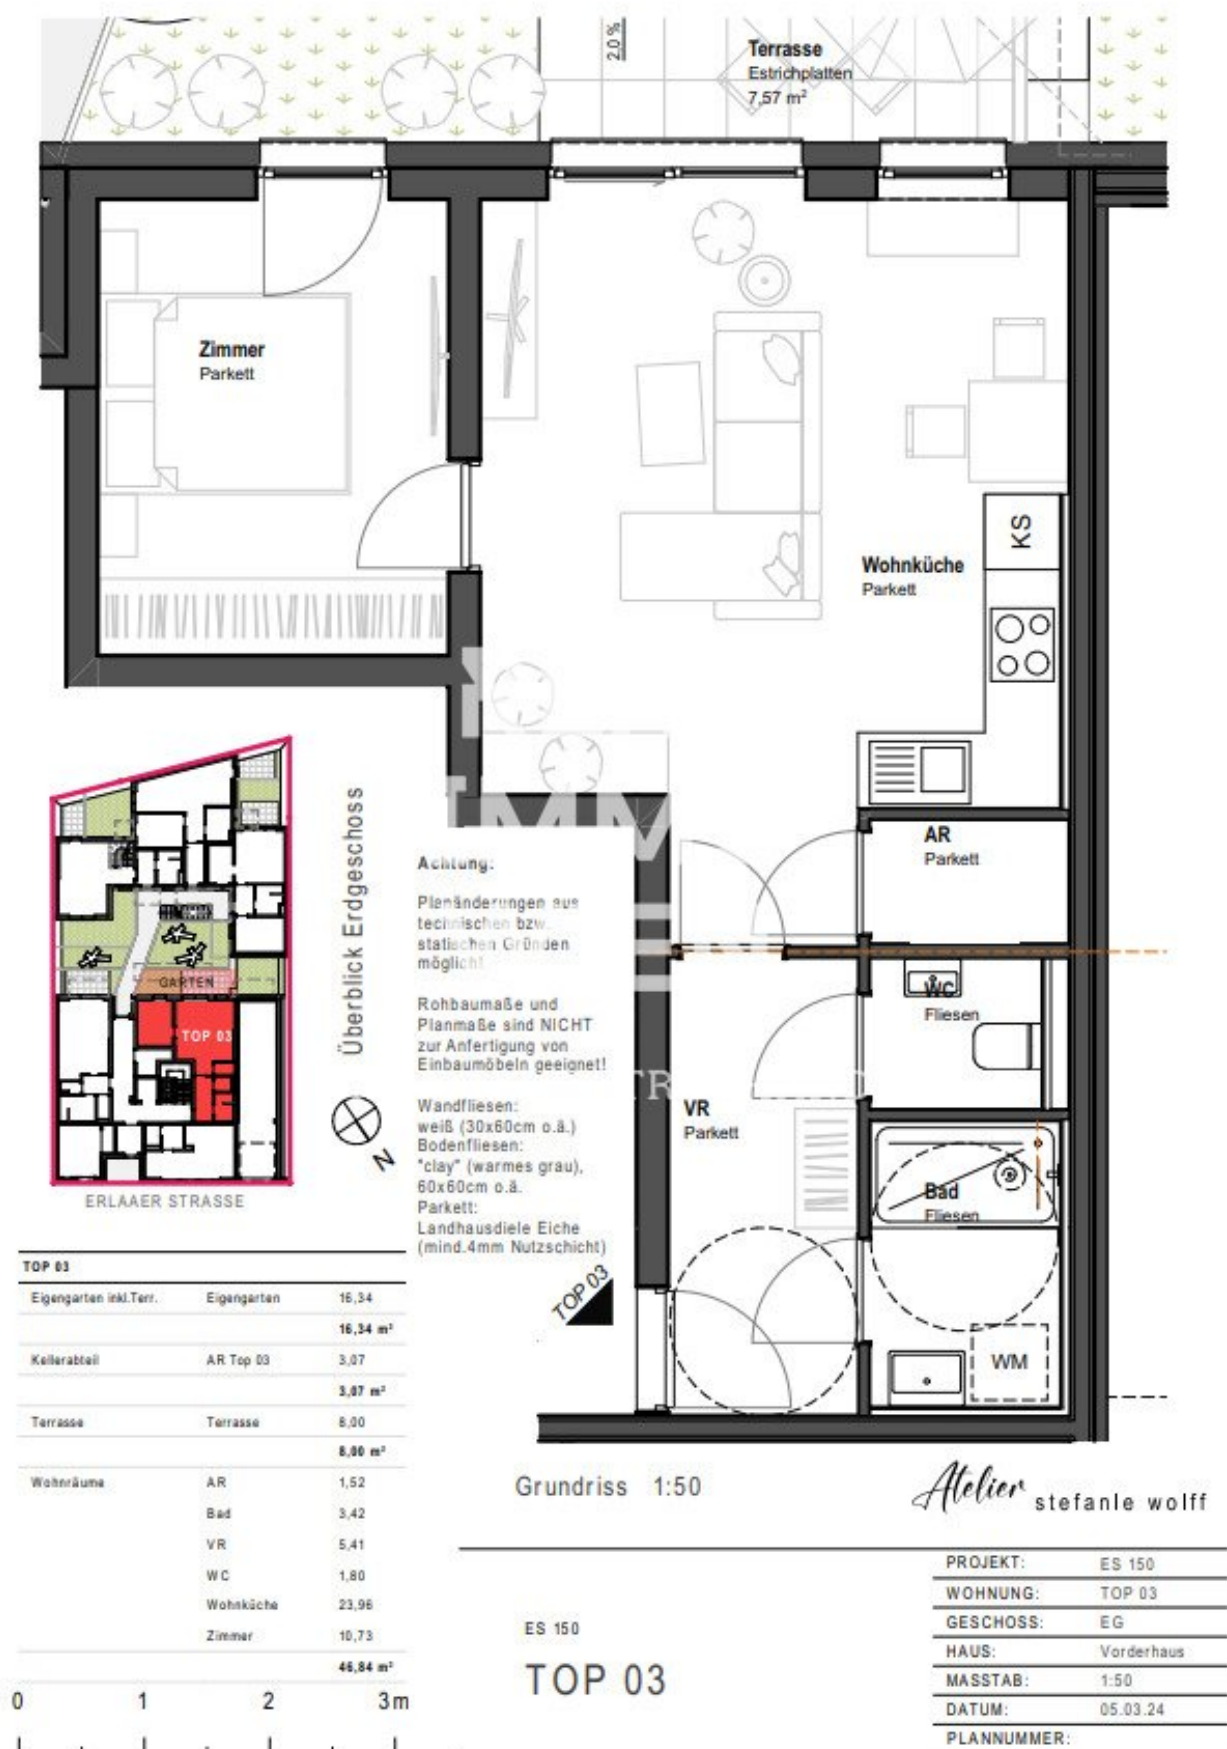 2.0 %
Terrasse
Estrichplatten
7,57 m²
Zimmer
Parkett
KS
Wohnküche
Parkett
AR
Parkett
WC
Fliesen
VR
Parkett
Bad
Fliesen
WM
TOP 03
IMM
GARTEN
TOP 03
ERLAAER STRASSE
Überblick Erdgeschoss
N
Achtung:
Planänderungen aus
technischen bzw.
statischen Gründen
möglich!
Rohbaumaße und
Planmaße sind NICHT
zur Anfertigung von
Einbaumöbeln geeignet!
Wandfliesen:
weiß (30x60cm o.ä.)
Bodenfliesen:
"clay" (warmes grau),
60x60cm o.ä.
Parkett:
Landhausdiele Eiche
(mind.4mm Nutzschicht)
TOP 03
Eigengarten inkl.Terr. Eigengarten 16,34
16,34 m²
Kellerabteil AR Top 03 3,07
3,07 m²
Terrasse Terrasse 8,00
8,00 m²
Wohnräume AR 1,52
Bad 3,42
VR 5,41
WC 1,80
Wohnküche 23,96
Zimmer 10,73
46,84 m²
0 1 2 3m
Grundriss 1:50
Atelier stefanie wolff
ES 150
TOP 03
PROJEKT: ES 150
WOHNUNG: TOP 03
GESCHOSS: EG
HAUS: Vorderhaus
MASSTAB: 1:50
DATUM: 05.03.24
PLANNUMMER: